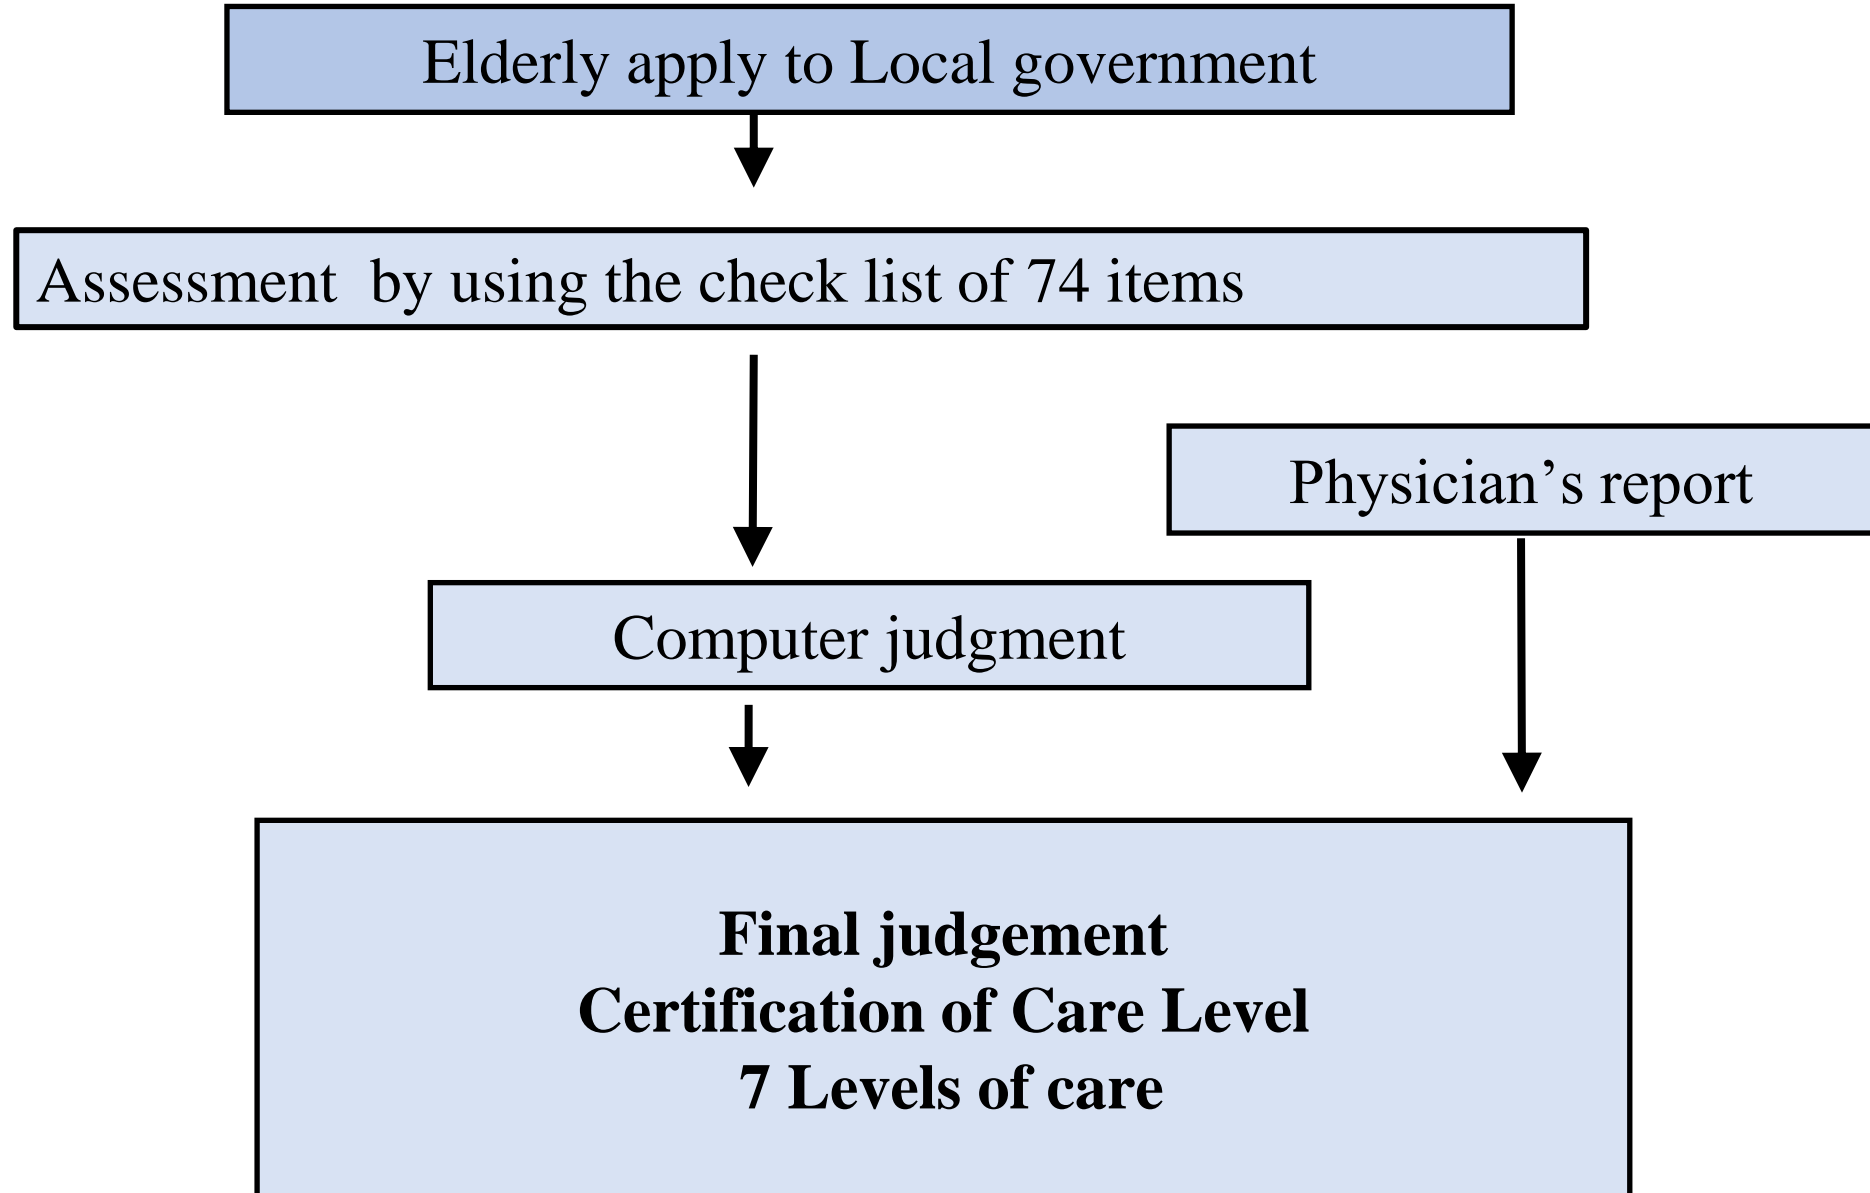 Elderly apply to Local government
Assessment  by using the check list of 74 items
Physician’s report
Computer judgment
Final judgement
Certification of Care Level
7 Levels of care